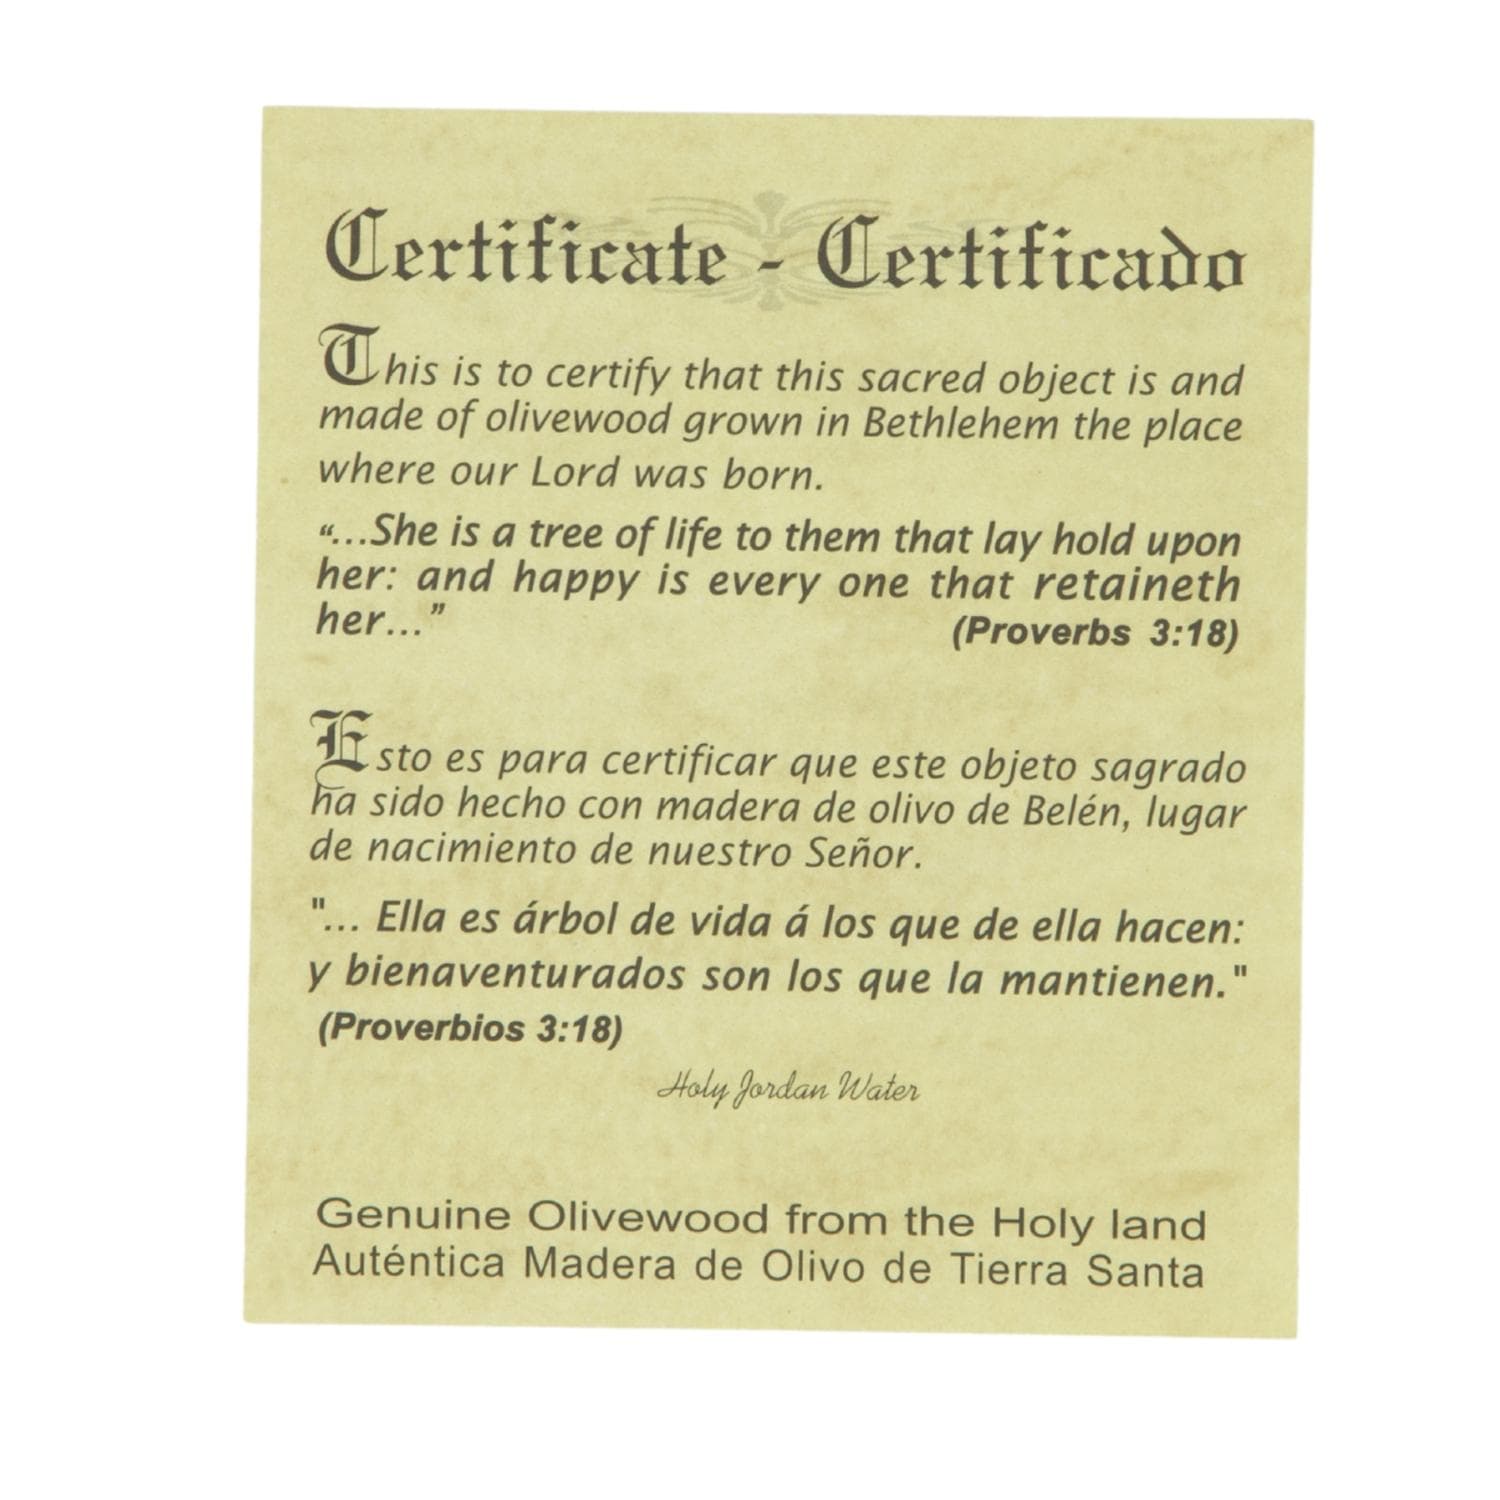 Certificate - Certificado
This is to certify that this sacred object is and
made of olivewood grown in Bethlehem the place
where our Lord was born.
“...She is a tree of life to them that lay hold upon
her: and happy is every one that retaineth
her...” (Proverbs 3:18)
Esto es para certificar que este objeto sagrado
ha sido hecho con madera de olivo de Belén, lugar
de nacimiento de nuestro Señor.
"... Ella es árbol de vida á los que de ella hacen:
y bienaventurados son los que la mantienen."
(Proverbios 3:18)
Holy Jordan Water
Genuine Olivewood from the Holy land
Auténtica Madera de Olivo de Tierra Santa